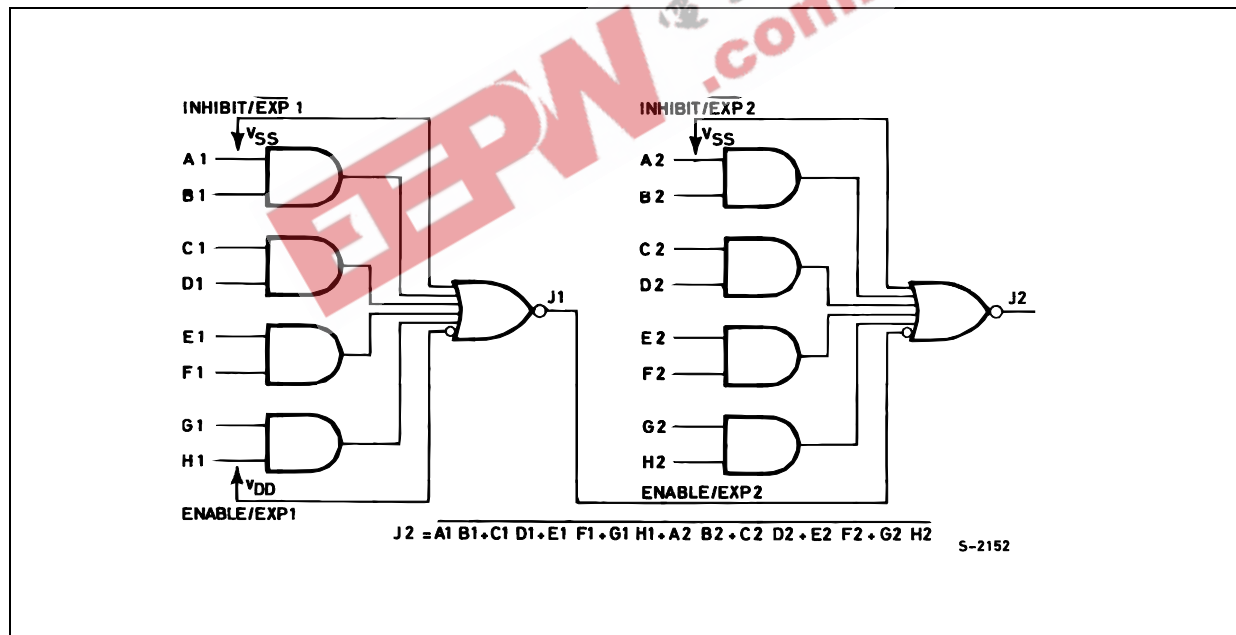 EEPW
.com
INHIBIT/EXP 1
VSS
A1
B1
C1
D1
E1
F1
G1
H1
VDD
ENABLE/EXP1
J1
INHIBIT/EXP2
VSS
A2
B2
C2
D2
E2
F2
G2
H2
ENABLE/EXP2
J2
J2 = A1 B1+C1 D1+E1 F1+G1 H1+A2 B2+C2 D2+E2 F2+G2 H2
S-2152